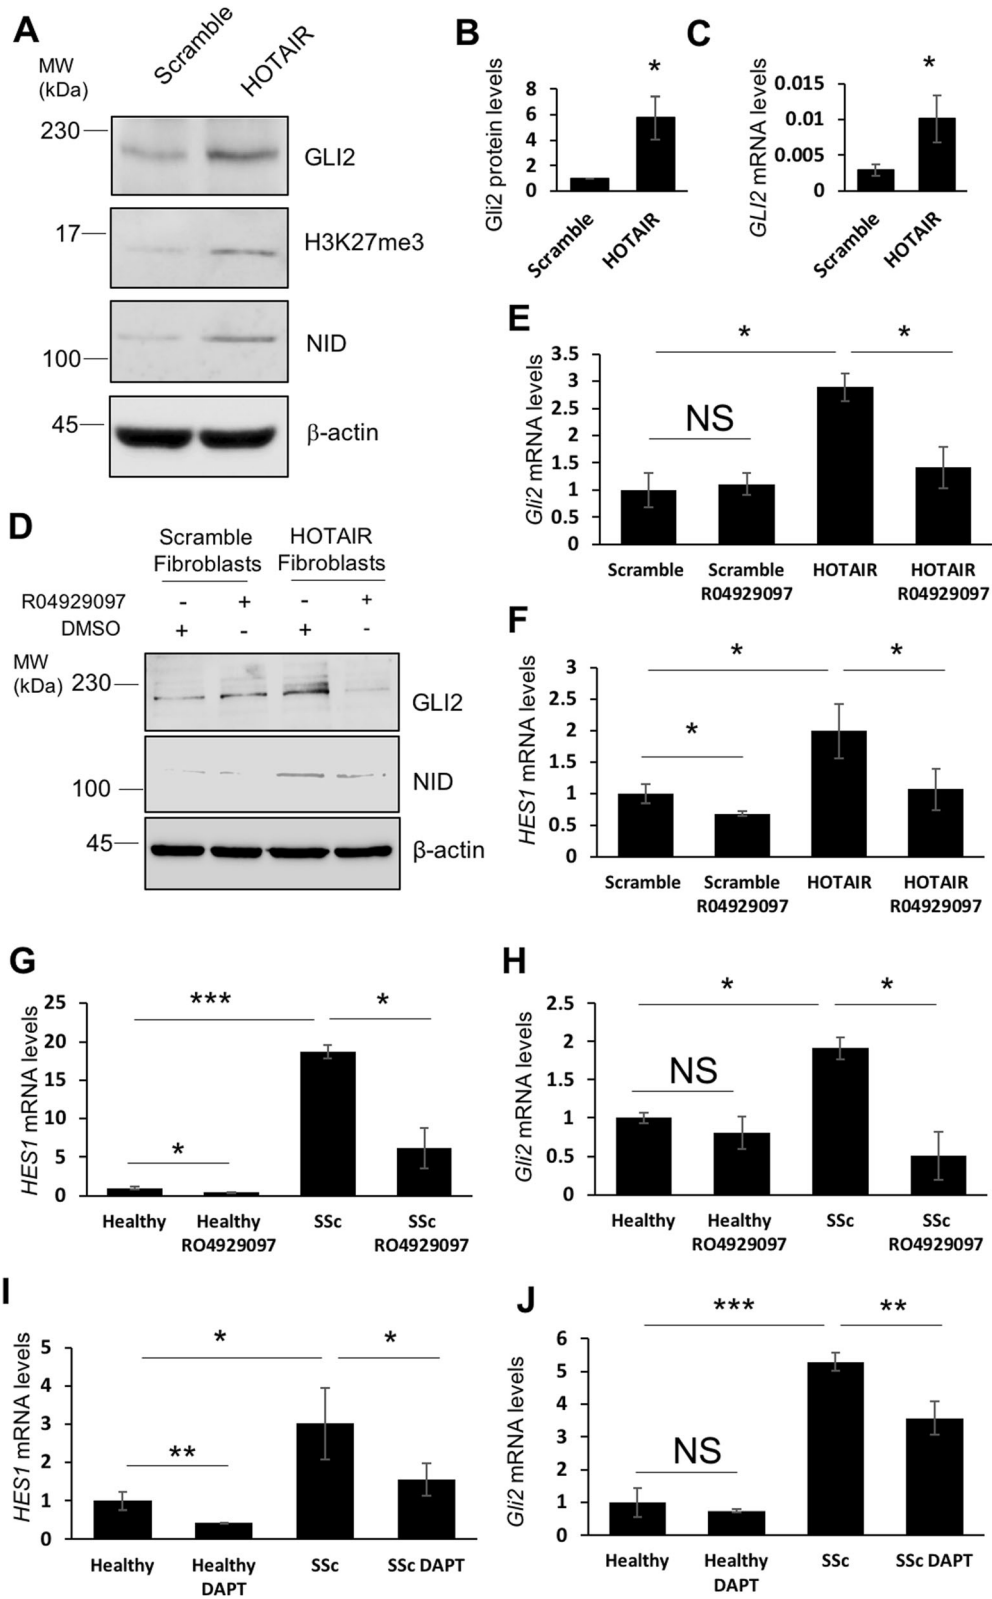 A
Scramble
HOTAIR
MW
(kDa)
230
GLI2
17
H3K27me3
NID
100
45
β-actin
B
Gli2 protein levels
8
6
4
2
0
*
Scramble
HOTAIR
C
GLI2 mRNA levels
0.015
0.01
0.005
0
*
Scramble
HOTAIR
D
Scramble
Fibroblasts
HOTAIR
Fibroblasts
R04929097 - + - +
DMSO + - + -
MW
(kDa)
230
GLI2
NID
100
45
β-actin
E
Gli2 mRNA levels
3.5
3
2.5
2
1.5
1
0.5
0
* *
NS
Scramble
Scramble
R04929097
HOTAIR
HOTAIR
R04929097
F
HES1 mRNA levels
3
2.5
2
1.5
1
0.5
0
* *
*
Scramble
Scramble
R04929097
HOTAIR
HOTAIR
R04929097
G
HES1 mRNA levels
25
20
15
10
5
0
*** *
*
Healthy
Healthy
RO4929097
SSc
SSc
RO4929097
H
Gli2 mRNA levels
2.5
2
1.5
1
0.5
0
* *
NS
Healthy
Healthy
RO4929097
SSc
SSc
RO4929097
I
HES1 mRNA levels
5
4
3
2
1
0
* *
**
Healthy
Healthy
DAPT
SSc
SSc DAPT
J
Gli2 mRNA levels
6
5
4
3
2
1
0
*** **
NS
Healthy
Healthy
DAPT
SSc
SSc DAPT